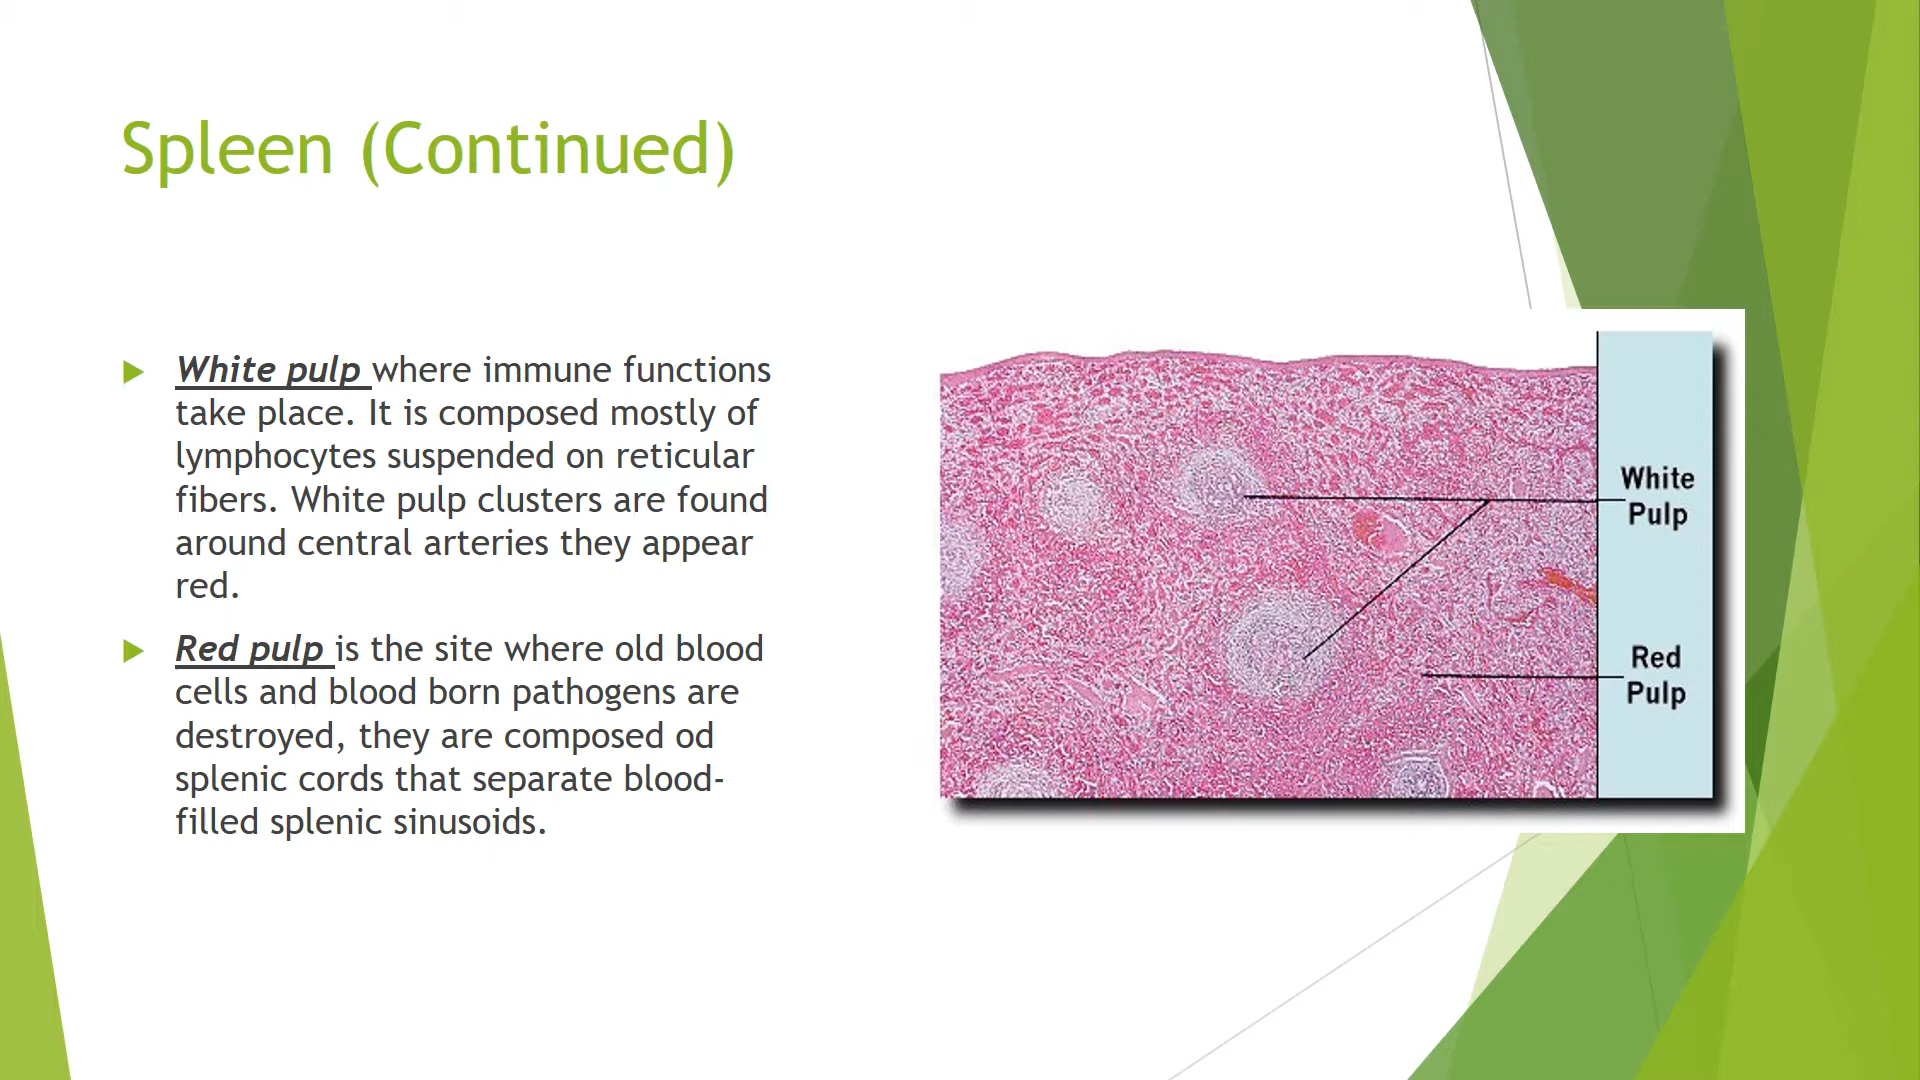 Spleen (Continued)
White pulp where immune functions
take place. It is composed mostly of
lymphocytes suspended on reticular
fibers. White pulp clusters are found
around central arteries they appear
red.
Red pulp is the site where old blood
cells and blood born pathogens are
destroyed, they are composed od
splenic cords that separate blood-
filled splenic sinusoids.
White
Pulp
Red
Pulp